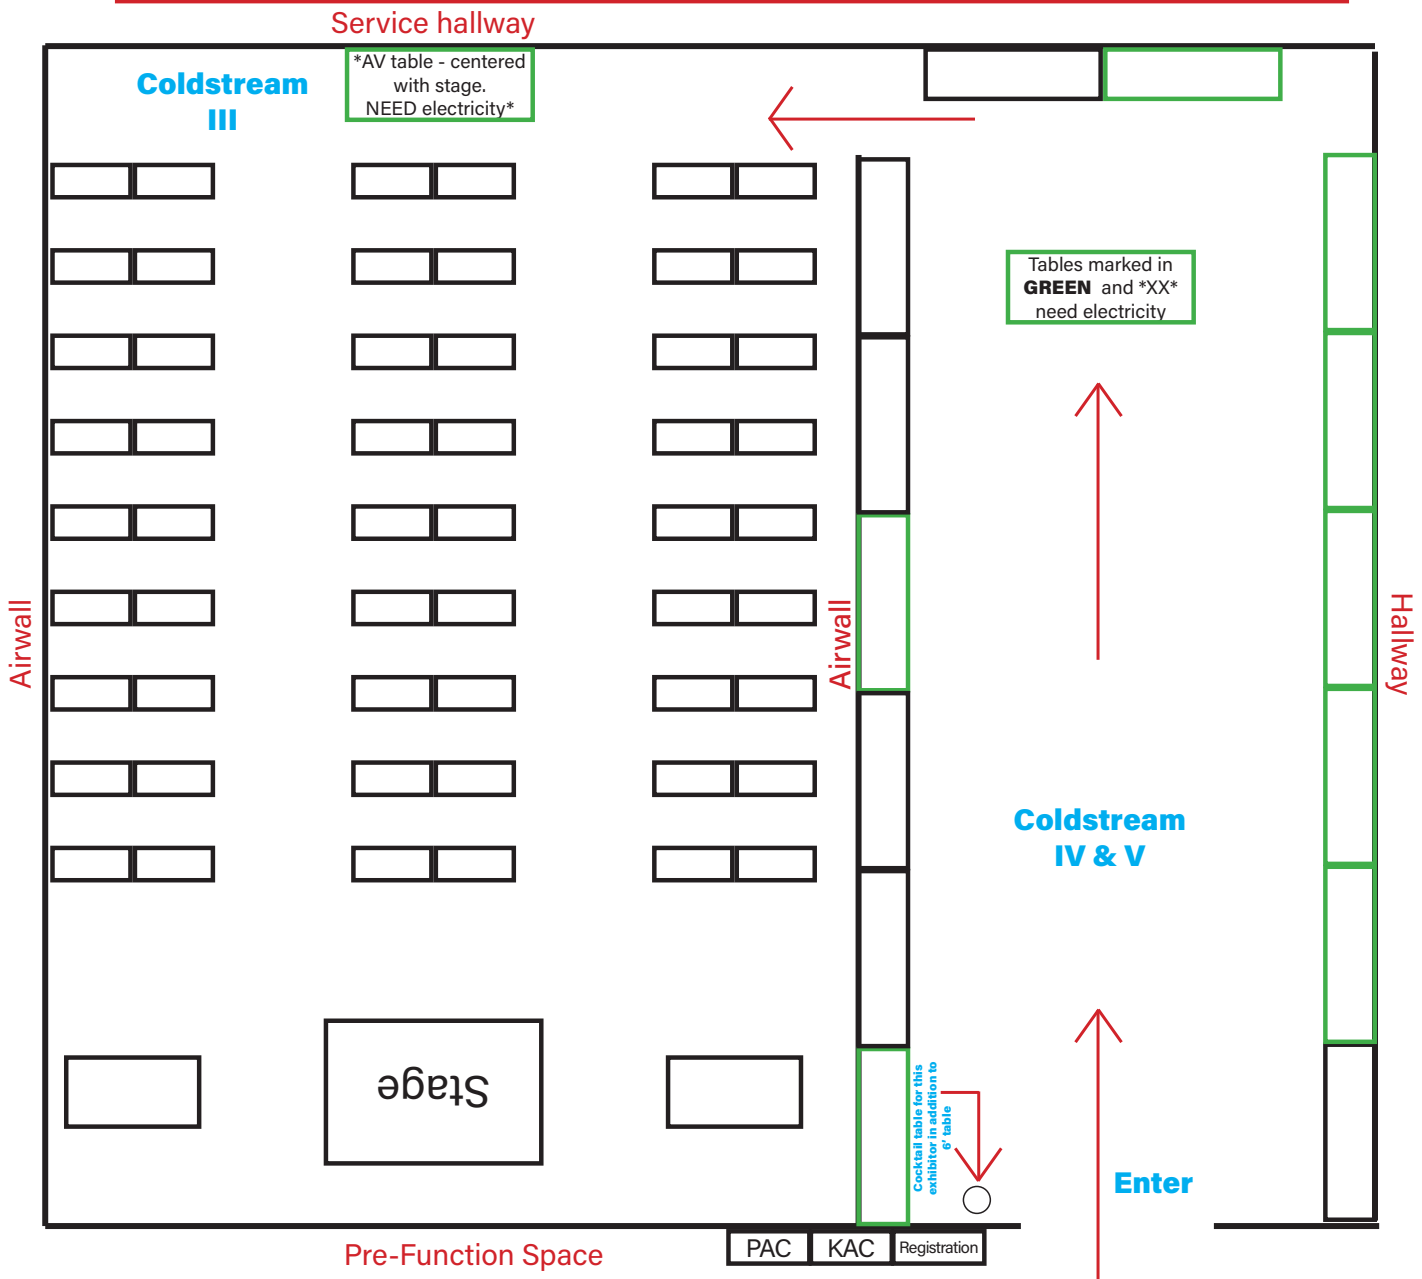 Service hallway
Coldstream
III
*AV table - centered
with stage.
NEED electricity*
Tables marked in
GREEN and *XX*
need electricity
Airwall
Airwall
Hallway
Coldstream
IV & V
Stage
Cocktail table for this
exhibitor in addition to
6' table
Enter
Pre-Function Space
PAC
KAC
Registration